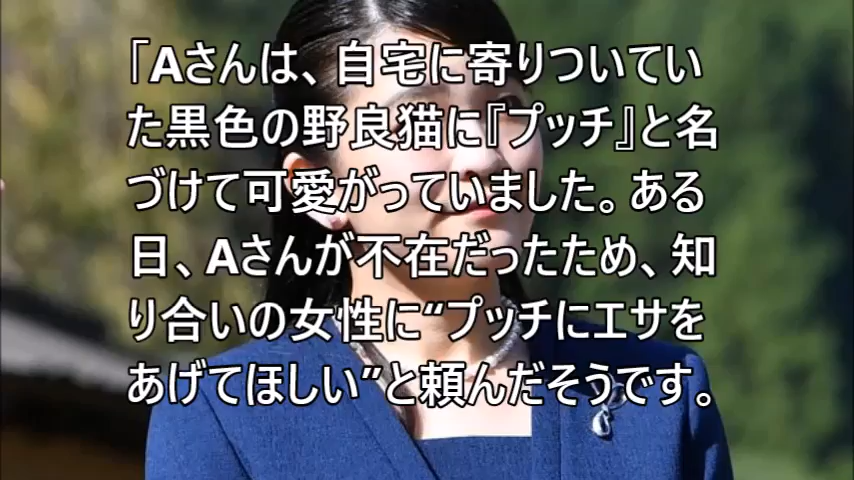 「Aさんは、自宅に寄りついてい
た黒色の野良猫に『プッチ』と名
づけて可愛がっていました。ある
日、Aさんが不在だったため、知
り合いの女性に“プッチにエサを
あげてほしい”と頼んだそうです。